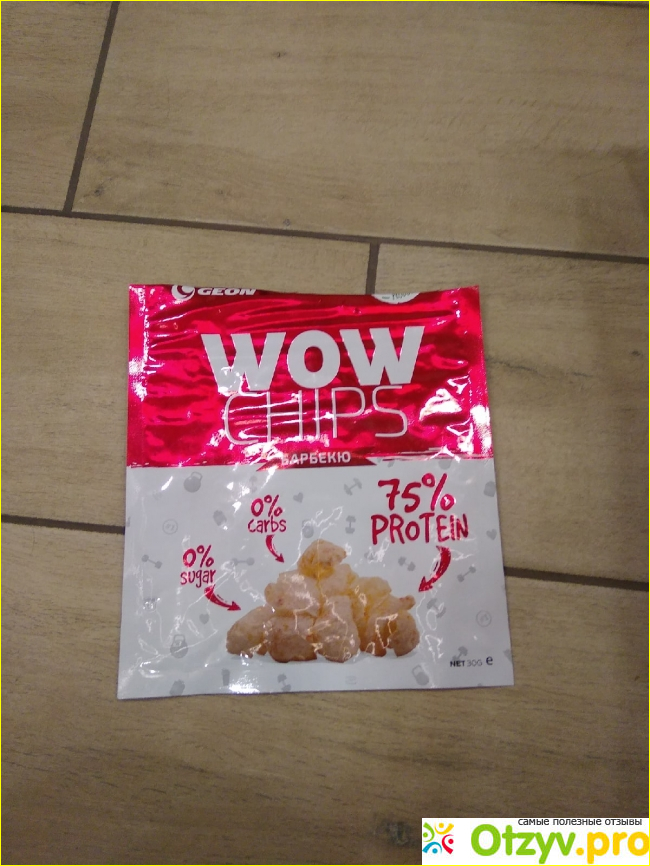 GEON
WOW
CHIPS
БАРБЕКЮ
75%
PROTEIN
0%
carbs
0%
sugar
NET 30G e
самые полезные отзывы
Otzyv.pro